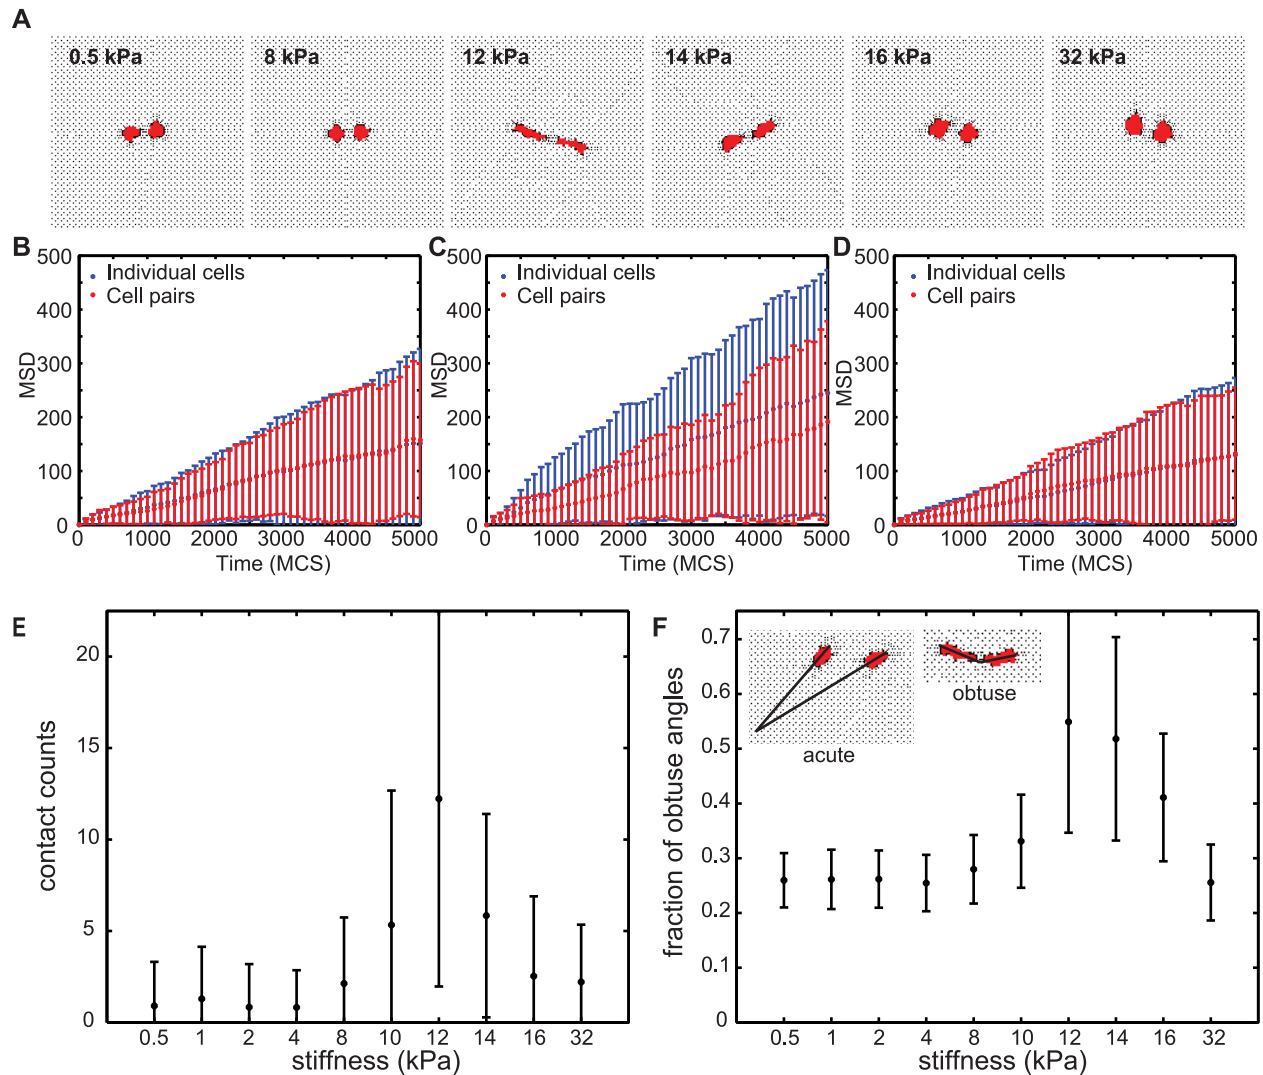 A
0.5 kPa 8 kPa 12 kPa 14 kPa 16 kPa 32 kPa
B 500 400 300 200 100 0
MSD
Individual cells
Cell pairs
0 1000 2000 3000 4000 5000
Time (MCS)
C 500 400 300 200 100 0
MSD
Individual cells
Cell pairs
0 1000 2000 3000 4000 5000
Time (MCS)
D 500 400 300 200 100 0
MSD
Individual cells
Cell pairs
0 1000 2000 3000 4000 5000
Time (MCS)
E
contact counts
20
15
10
5
0
0.5 1 2 4 8 10 12 14 16 32
stiffness (kPa)
F
fraction of obtuse angles
0.7
0.6
0.5
0.4
0.3
0.2
0.1
0
acute
obtuse
0.5 1 2 4 8 10 12 14 16 32
stiffness (kPa)